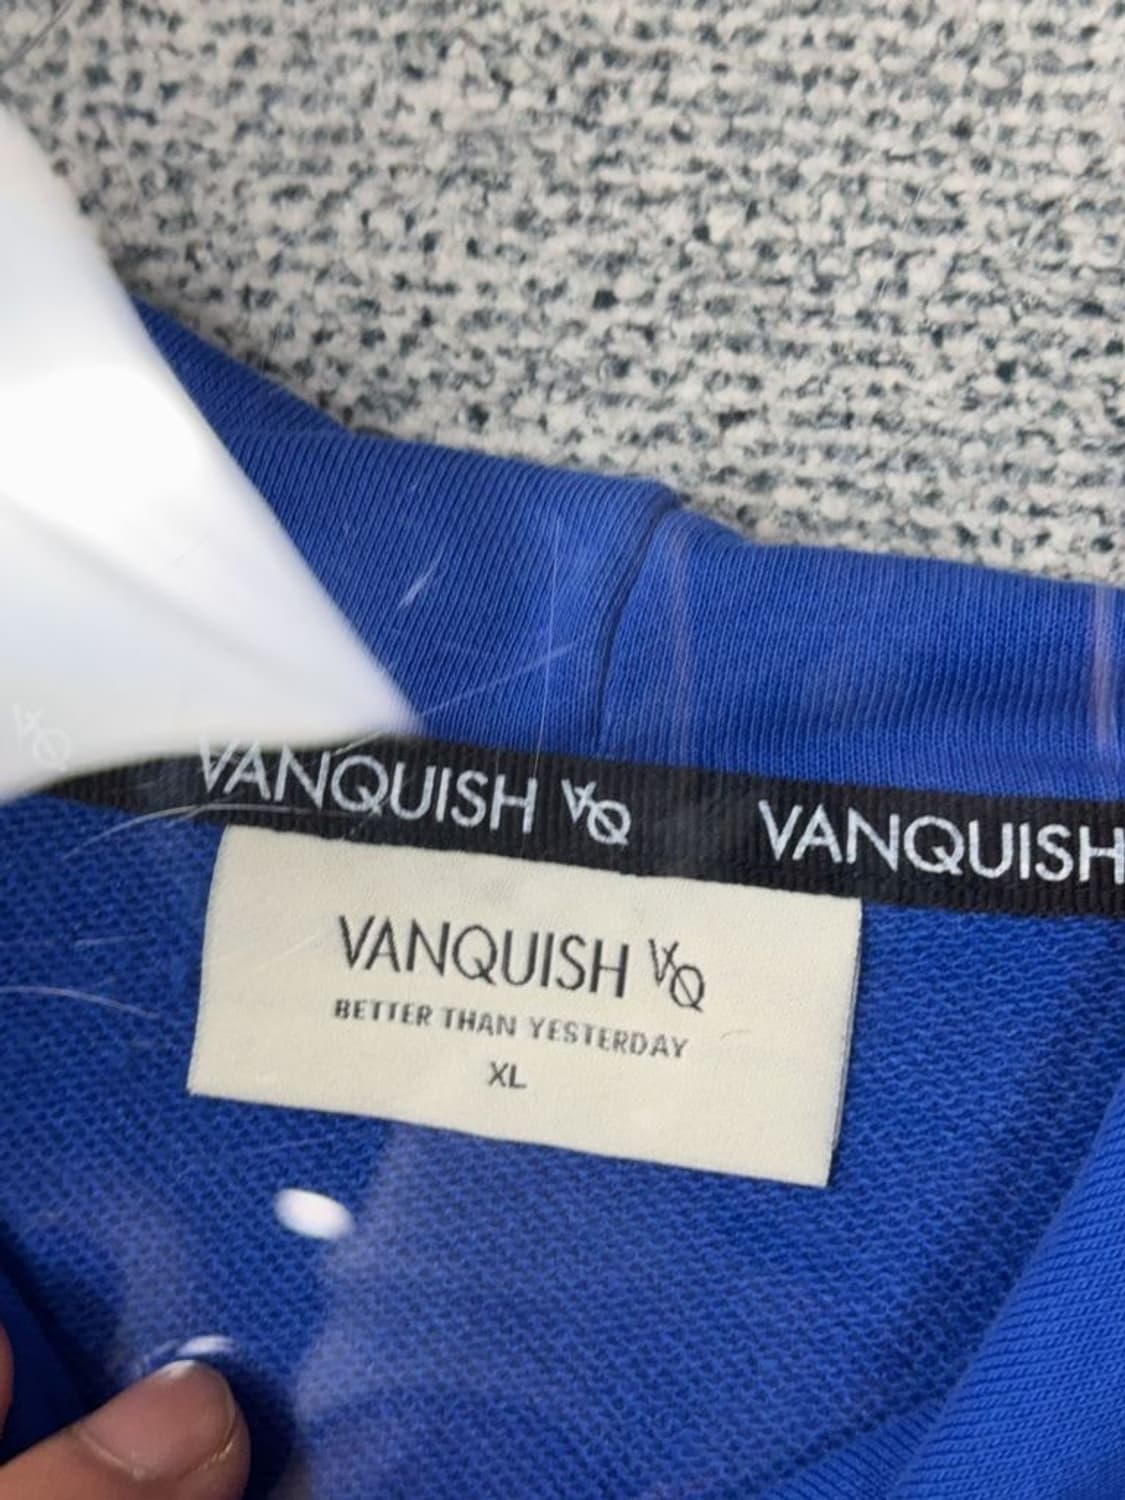 VANQUISH VQ VANQUISH
VANQUISH VQ
BETTER THAN YESTERDAY
XL